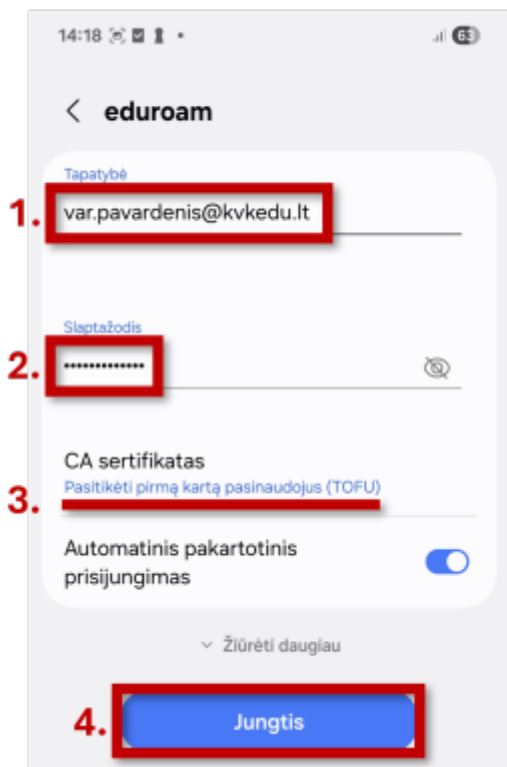 14:18
63
eduroam
Tapatybė
1. var.pavardenis@kvkedu.lt
Slaptažodis
2. •••••••••••••
CA sertifikatas
Pasitikėti pirmą kartą pasinaudojus (TOFU)
3.
Automatinis pakartotinis
prisijungimas
Žiūrėti daugiau
4. Jungtis